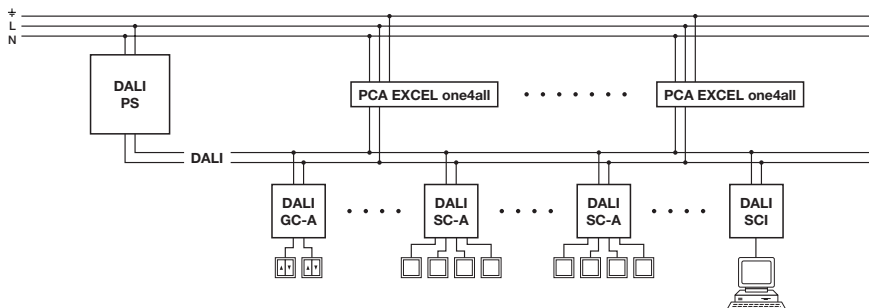 ⏚
L
N
DALI
PS
PCA EXCEL one4all
PCA EXCEL one4all
DALI
DALI
GC-A
DALI
SC-A
DALI
SC-A
DALI
SCI